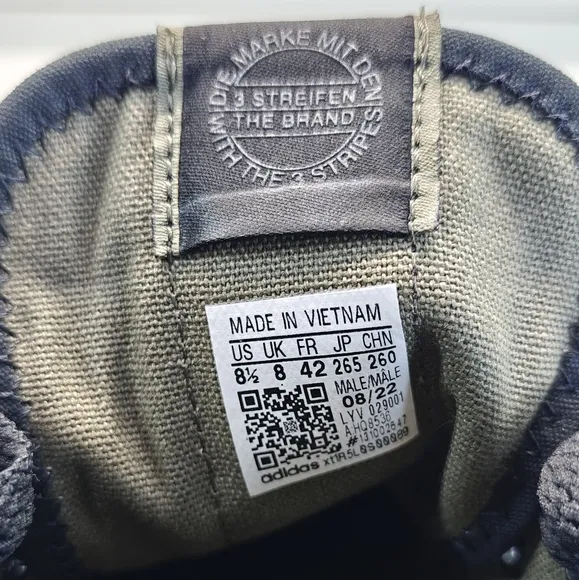 DIE MARKE MIT DEN
3 STREIFEN
THE BRAND
WITH THE 3 STRIPES
MADE IN VIETNAM
US UK FR JP CHN
8½ 8 42 265 260
MALE/MÂLE
08/22
LYV 029001
#131002847
adidas